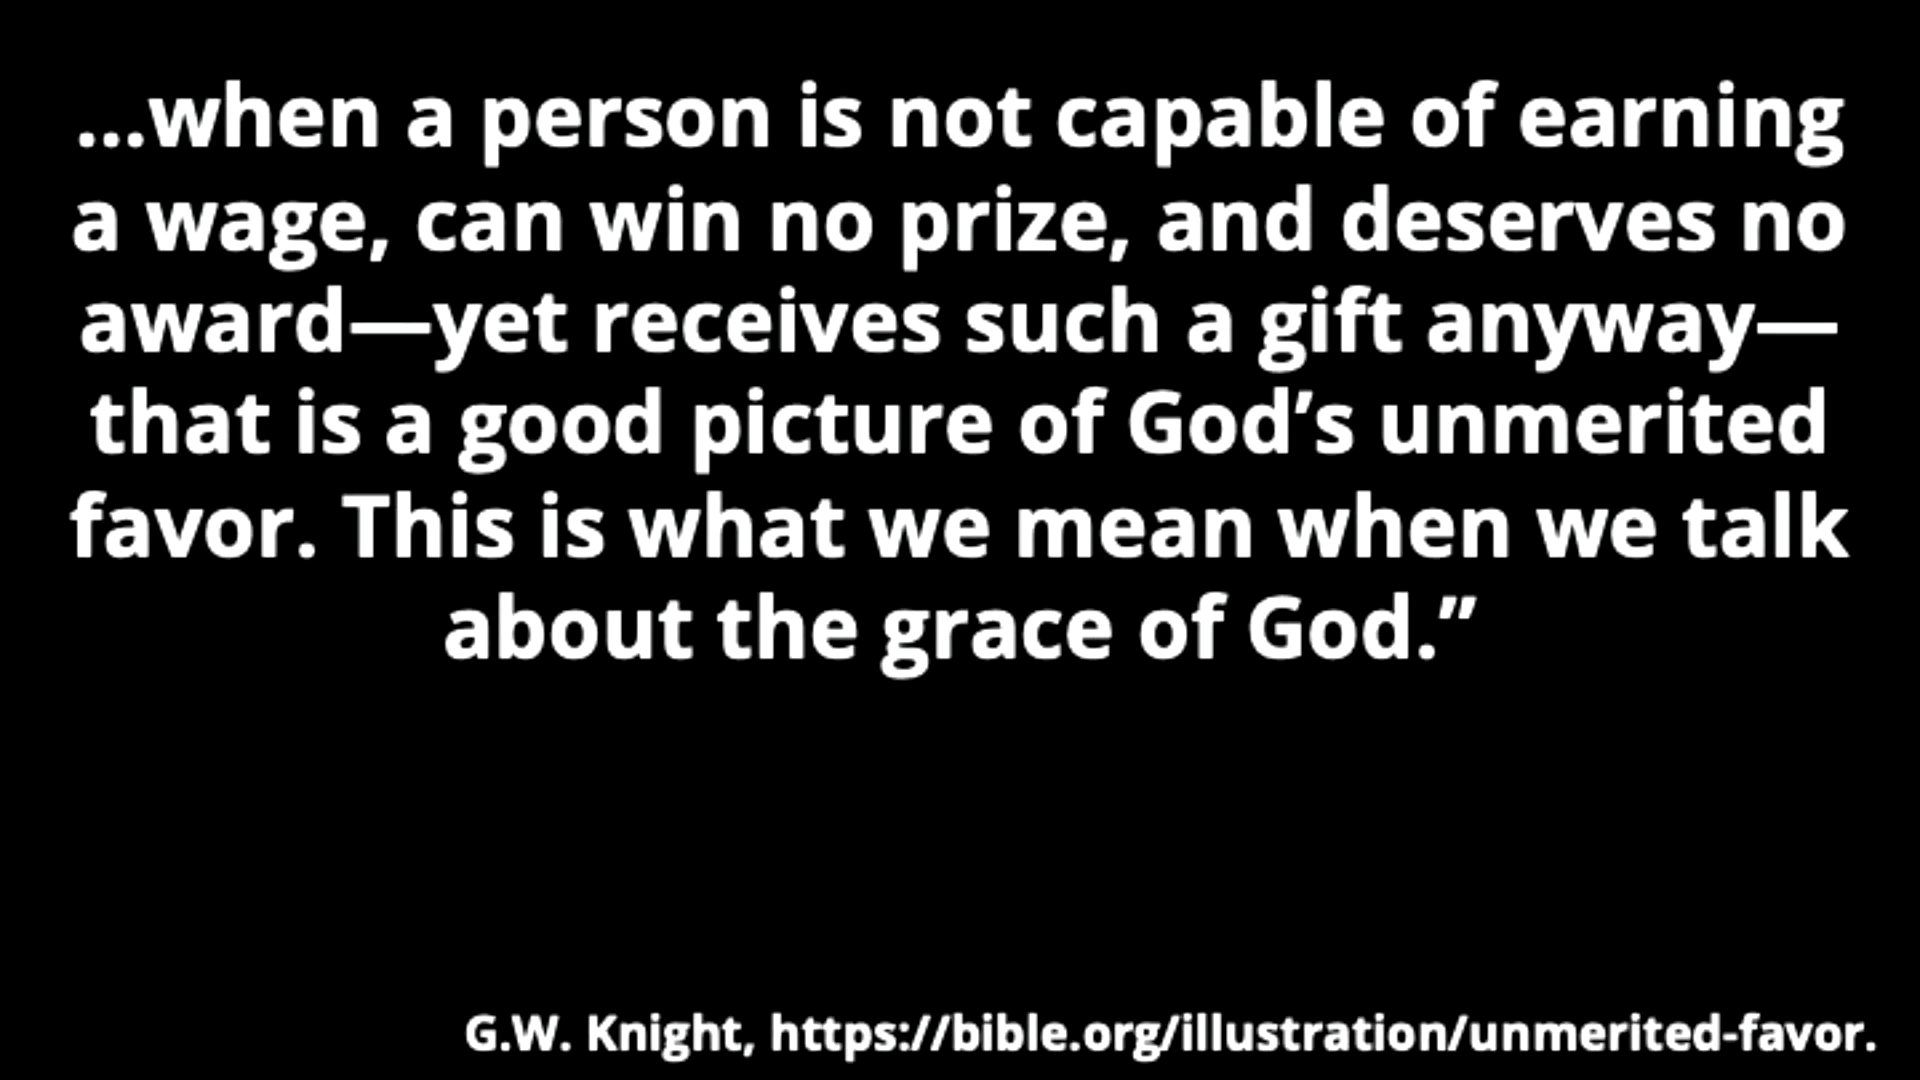 ...when a person is not capable of earning
a wage, can win no prize, and deserves no
award—yet receives such a gift anyway—
that is a good picture of God’s unmerited
favor. This is what we mean when we talk
about the grace of God.”
G.W. Knight, https://bible.org/illustration/unmerited-favor.